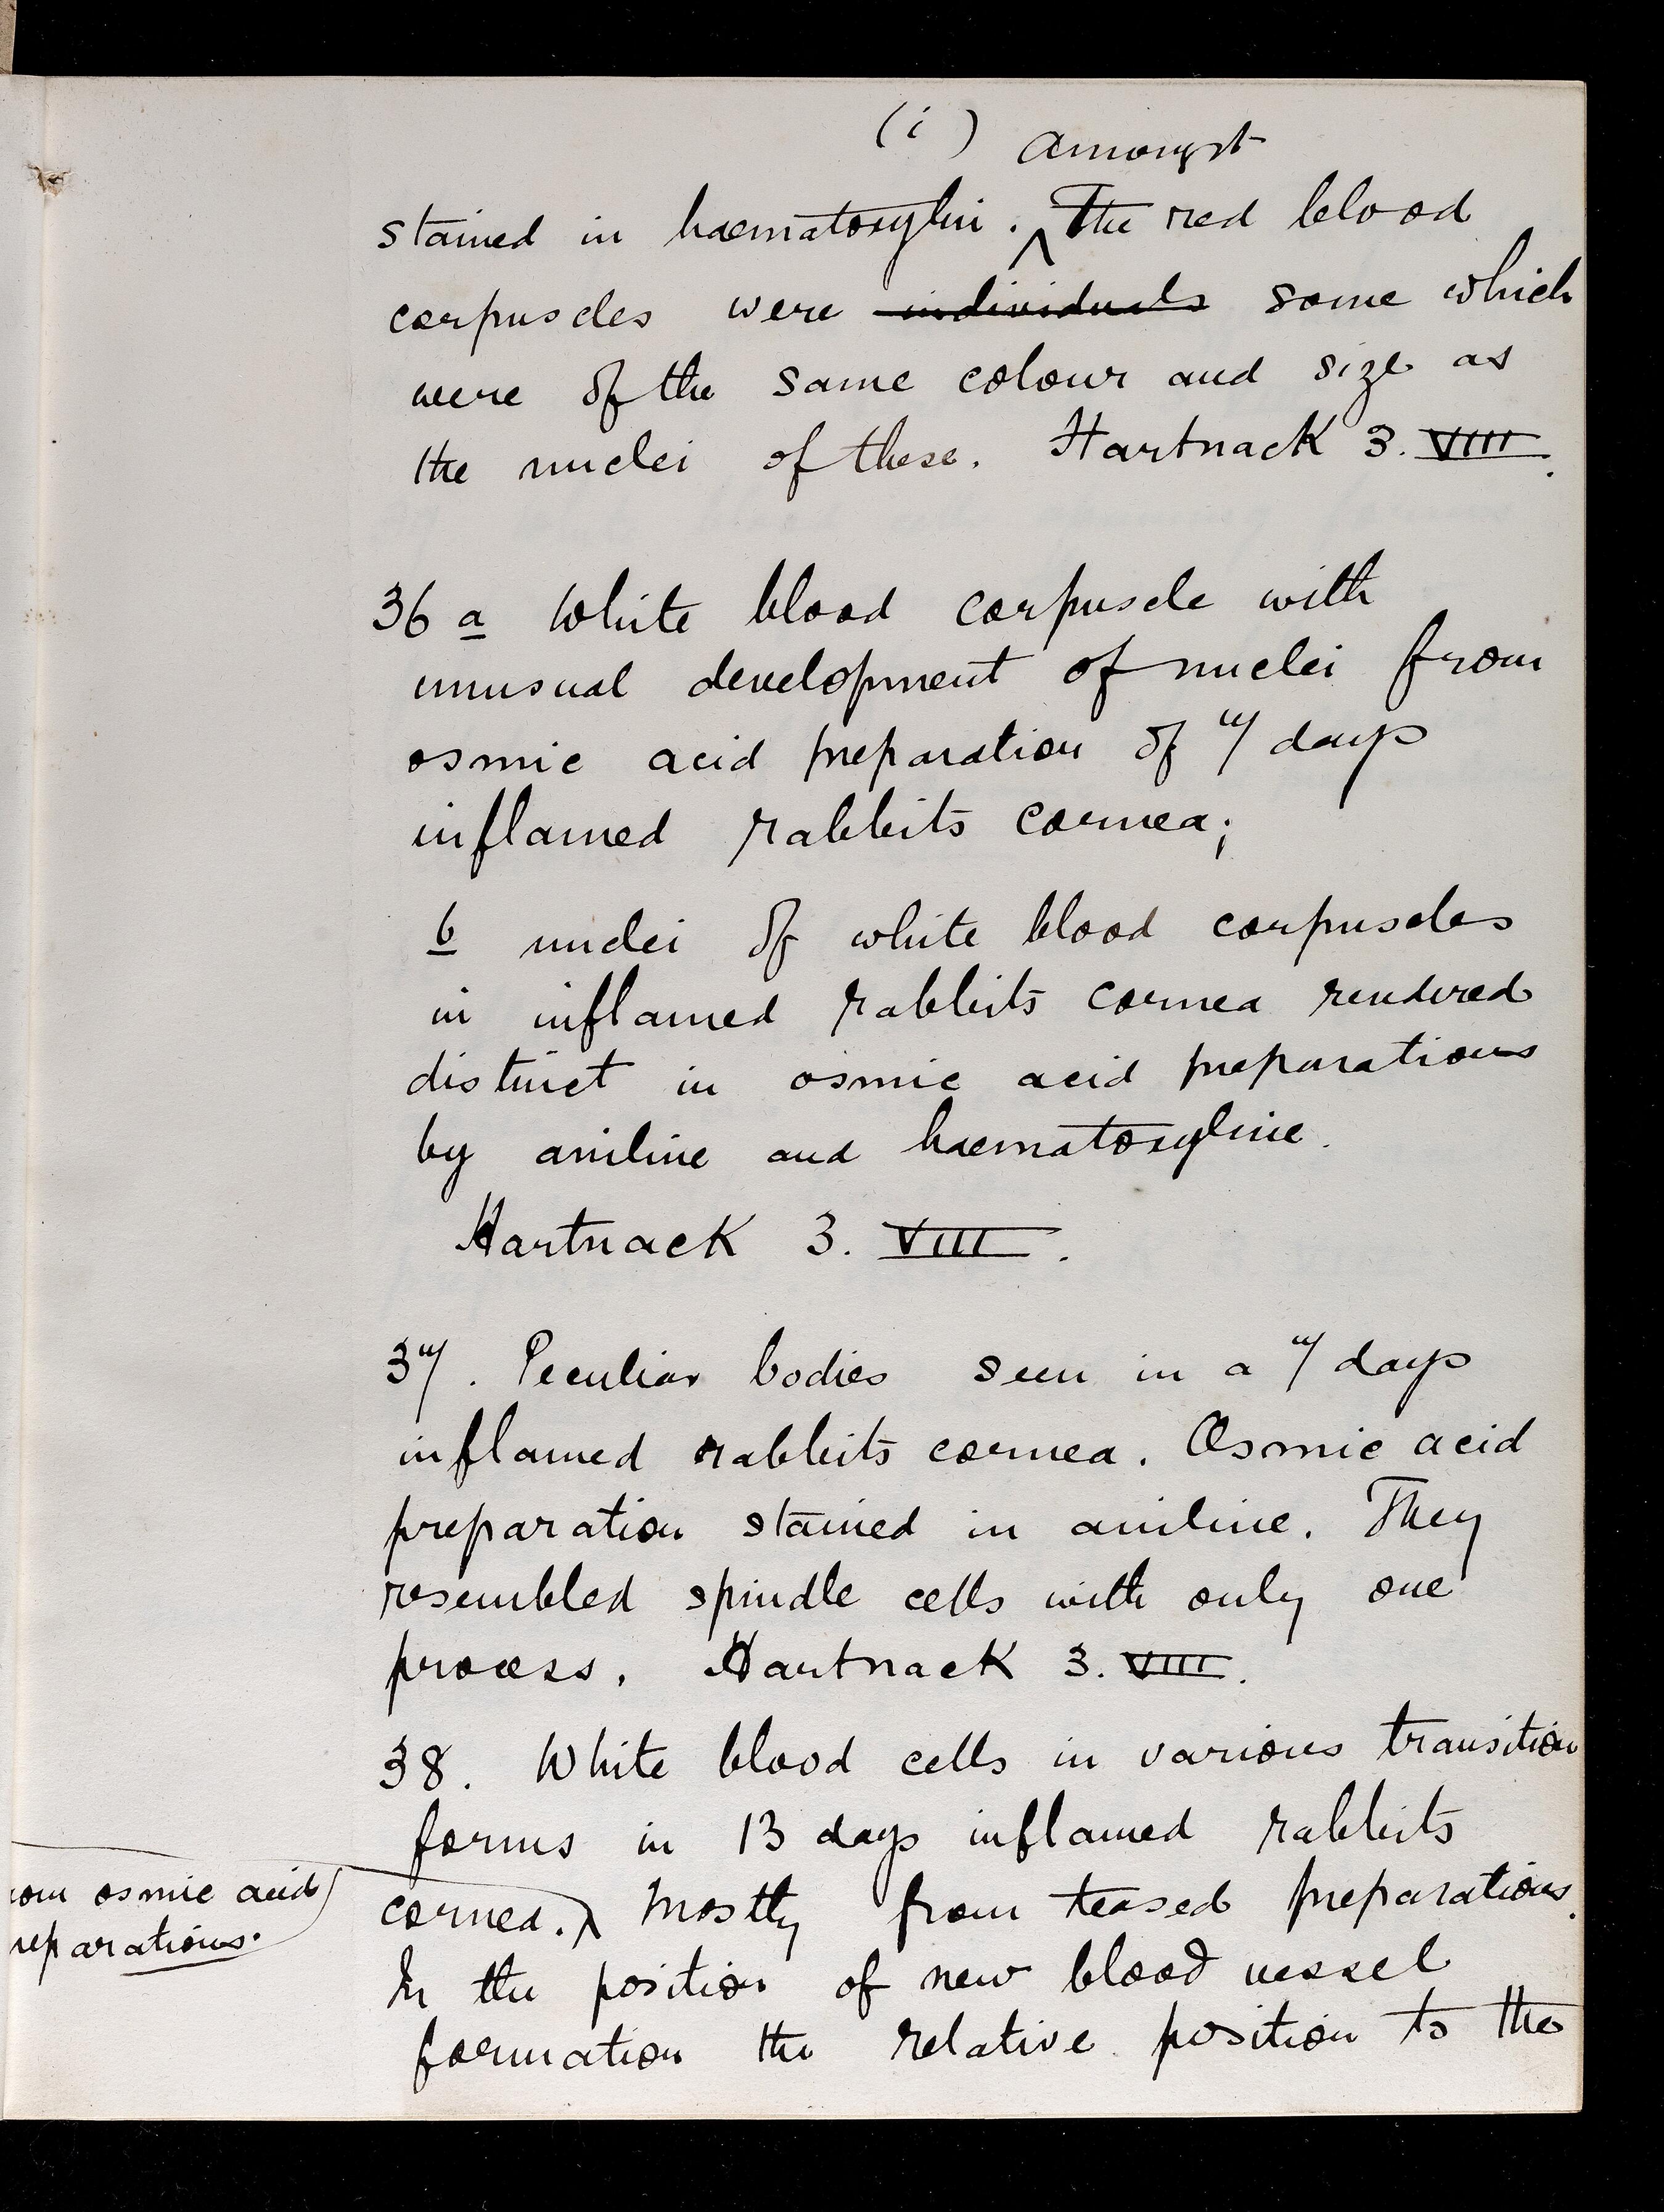 (i) Amongst
stained in haematoxylin. The red blood
corpuscles were individuals some which
were of the same colour and size as
the nuclei of these. Hartnack 3. VIII.
36 a White blood corpuscle with
unusual development of nuclei from
osmic acid preparation of 7 days
inflamed rabbits cornea;
b nuclei of white blood corpuscles
in inflamed rabbits cornea rendered
distinct in osmic acid preparations
by aniline and haematoxyline.
Hartnack 3. VIII.
37. Peculiar bodies seen in a 7 days
inflamed rabbits cornea. Osmic acid
preparation stained in aniline. They
resembled spindle cells with only one
process. Hartnack 3. VIII.
38. White blood cells in various transition
forms in 13 days inflamed rabbits
cornea. Mostly from teased preparations.
om osmic acid
reparations.
In the position of new blood vessel
formation the relative position to the